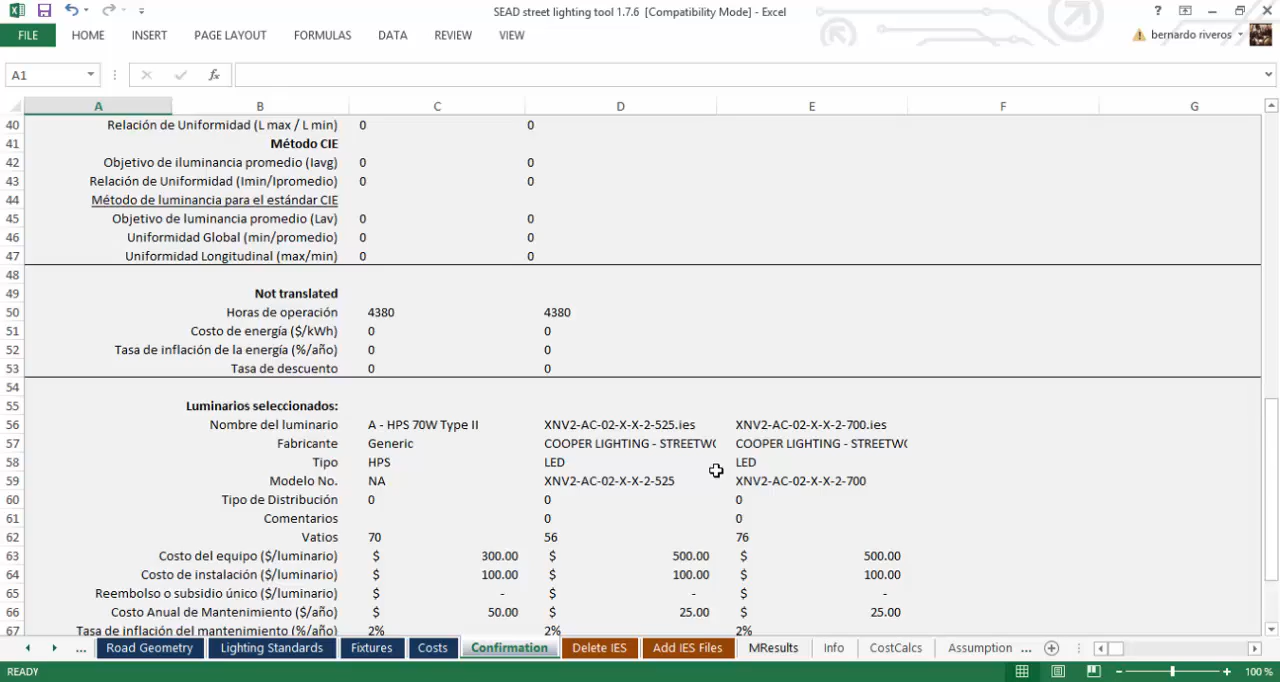 SEAD street lighting tool 1.7.6 [Compatibility Mode] - Excel
FILE HOME INSERT PAGE LAYOUT FORMULAS DATA REVIEW VIEW bernardo riveros
A1 fx
A B C D E F G
40 Relación de Uniformidad (L max / L min) 0 0
41 Método CIE
42 Objetivo de iluminancia promedio (Iavg) 0 0
43 Relación de Uniformidad (Imin/Ipromedio) 0 0
44 Método de luminancia para el estándar CIE
45 Objetivo de luminancia promedio (Lav) 0 0
46 Uniformidad Global (min/promedio) 0 0
47 Uniformidad Longitudinal (max/min) 0 0
48
49 Not translated
50 Horas de operación 4380 4380
51 Costo de energía ($/kWh) 0 0
52 Tasa de inflación de la energía (%/año) 0 0
53 Tasa de descuento 0 0
54
55 Luminarios seleccionados:
56 Nombre del luminario A - HPS 70W Type II XNV2-AC-02-X-X-2-525.ies XNV2-AC-02-X-X-2-700.ies
57 Fabricante Generic COOPER LIGHTING - STREETWO COOPER LIGHTING - STREETWO
58 Tipo HPS LED LED
59 Modelo No. NA XNV2-AC-02-X-X-2-525 XNV2-AC-02-X-X-2-700
60 Tipo de Distribución 0 0 0
61 Comentarios 0 0
62 Vatios 70 56 76
63 Costo del equipo ($/luminario) $ 300.00 $ 500.00 $ 500.00
64 Costo de instalación ($/luminario) $ 100.00 $ 100.00 $ 100.00
65 Reembolso o subsidio único ($/luminario) $ - $ - $ -
66 Costo Anual de Mantenimiento ($/año) $ 50.00 $ 25.00 $ 25.00
67 Tasa de inflación del mantenimiento (%/año) 2% 2% 2%
... Road Geometry Lighting Standards Fixtures Costs Confirmation Delete IES Add IES Files MResults Info CostCalcs Assumption ...
READY 100 %